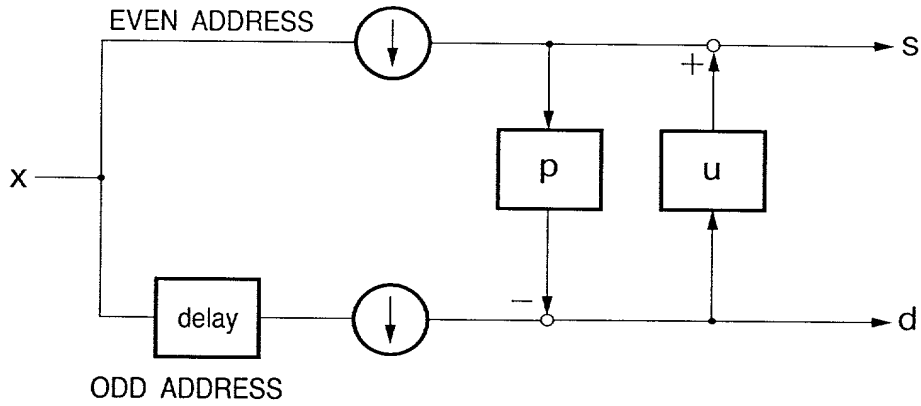 EVEN ADDRESS
S
+
x
p
u
delay
−
d
ODD ADDRESS